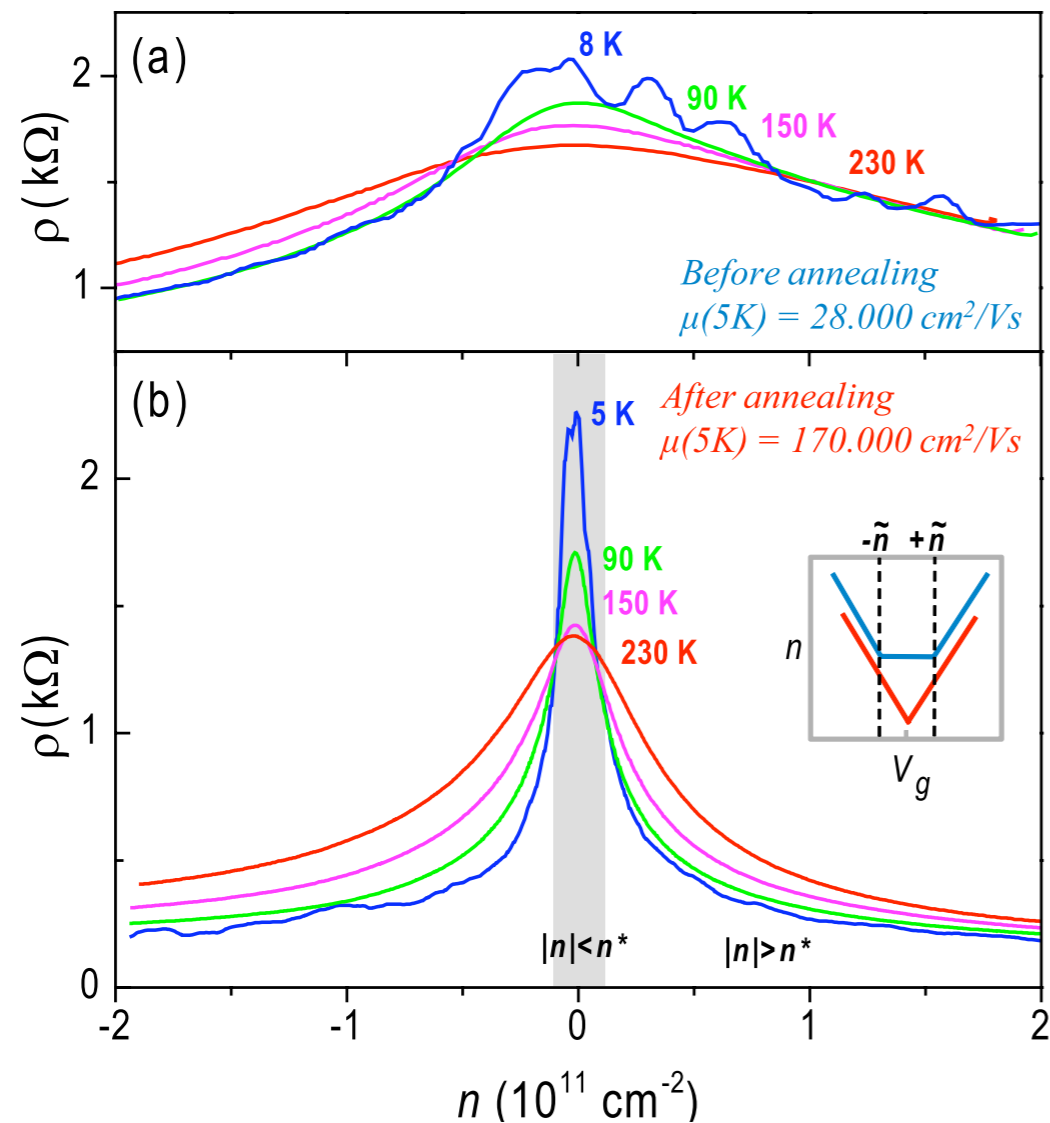 (a)
8 K
90 K
150 K
230 K
2
1
ρ (kΩ)
Before annealing
μ(5K) = 28.000 cm²/Vs
(b)
After annealing
μ(5K) = 170.000 cm²/Vs
5 K
90 K
150 K
230 K
-ñ +ñ
n
V_g
2
1
0
ρ(kΩ)
|n|<n* |n|>n*
-2 -1 0 1 2
n (10¹¹ cm⁻²)